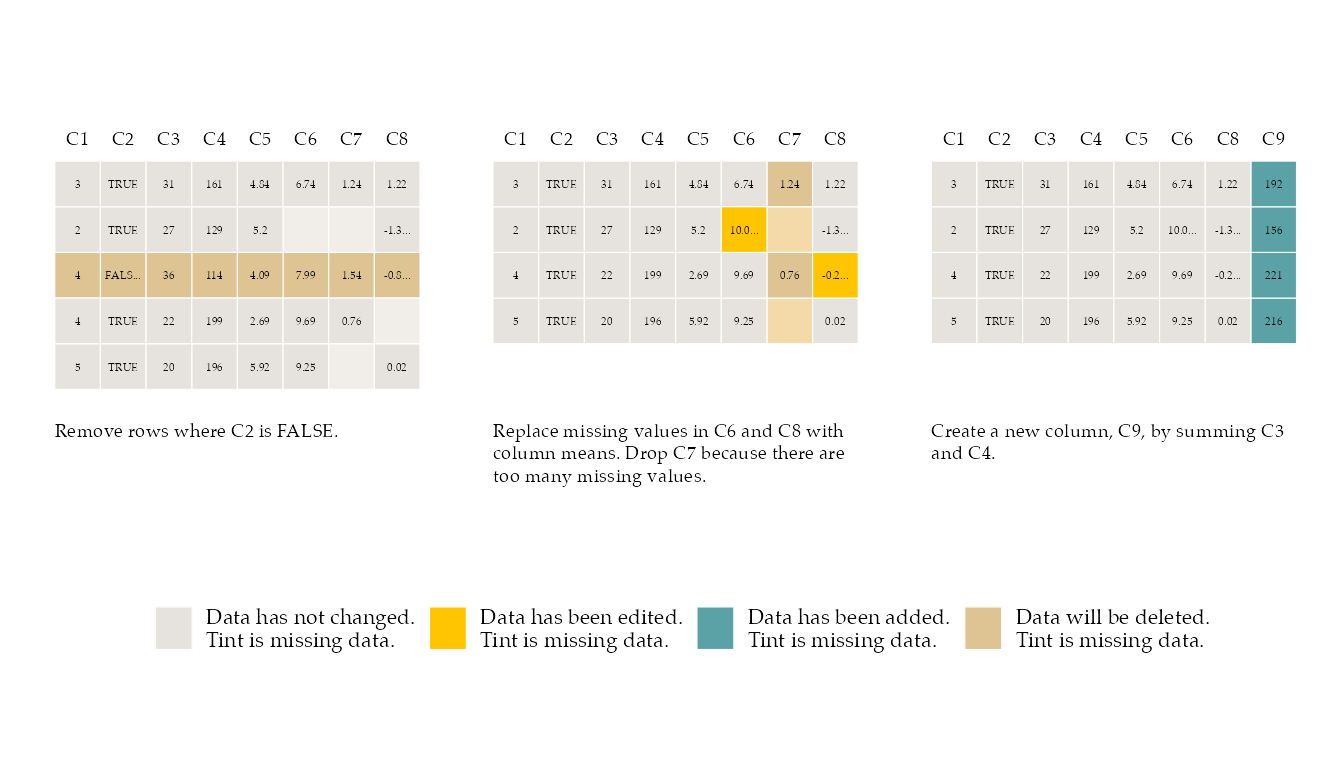 C1 C2 C3 C4 C5 C6 C7 C8
3 TRUE 31 161 4.84 6.74 1.24 1.22
2 TRUE 27 129 5.2 -1.3...
4 FALS... 36 114 4.09 7.99 1.54 -0.8...
4 TRUE 22 199 2.69 9.69 0.76
5 TRUE 20 196 5.92 9.25 0.02
Remove rows where C2 is FALSE.
C1 C2 C3 C4 C5 C6 C7 C8
3 TRUE 31 161 4.84 6.74 1.24 1.22
2 TRUE 27 129 5.2 10.0... -1.3...
4 TRUE 22 199 2.69 9.69 0.76 -0.2...
5 TRUE 20 196 5.92 9.25 0.02
Replace missing values in C6 and C8 with
column means. Drop C7 because there are
too many missing values.
C1 C2 C3 C4 C5 C6 C8 C9
3 TRUE 31 161 4.84 6.74 1.22 192
2 TRUE 27 129 5.2 10.0... -1.3... 156
4 TRUE 22 199 2.69 9.69 -0.2... 221
5 TRUE 20 196 5.92 9.25 0.02 216
Create a new column, C9, by summing C3
and C4.
Data has not changed.
Tint is missing data.
Data has been edited.
Tint is missing data.
Data has been added.
Tint is missing data.
Data will be deleted.
Tint is missing data.